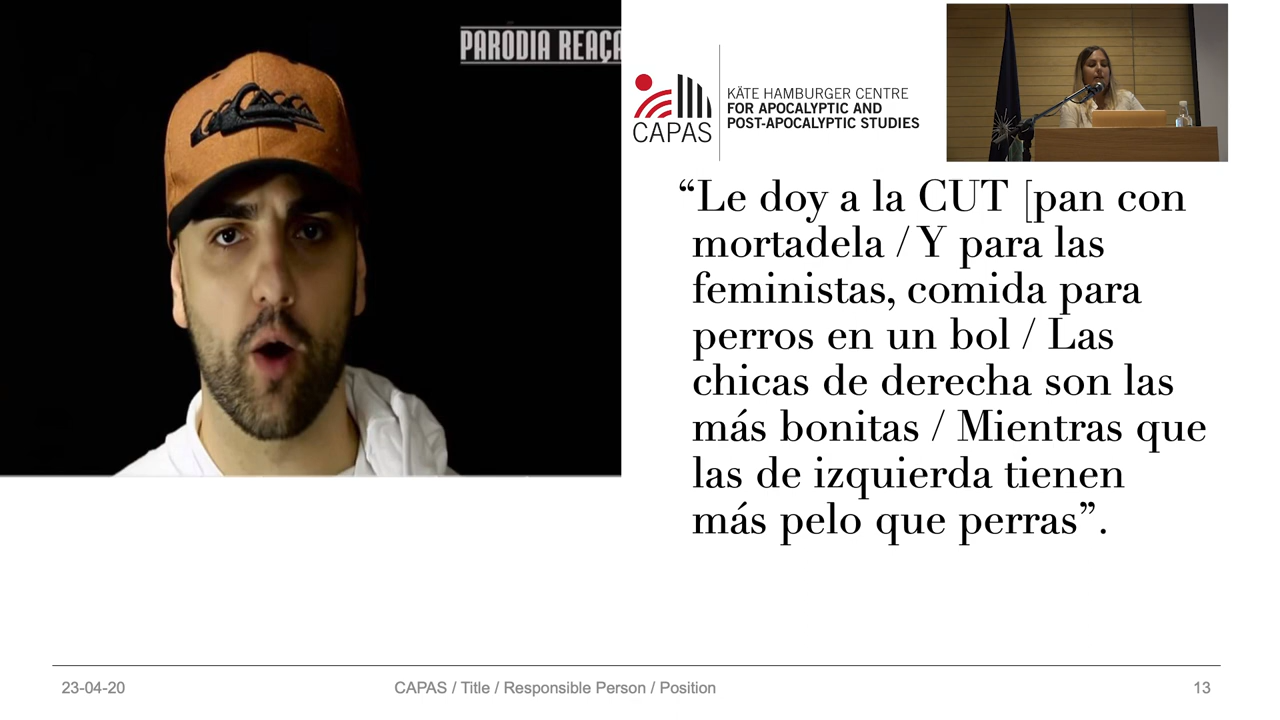 PARÓDIA REAÇA
CAPAS
KÄTE HAMBURGER CENTRE
FOR APOCALYPTIC AND
POST-APOCALYPTIC STUDIES
“Le doy a la CUT [pan con
mortadela / Y para las
feministas, comida para
perros en un bol / Las
chicas de derecha son las
más bonitas / Mientras que
las de izquierda tienen
más pelo que perras”.
23-04-20
CAPAS / Title / Responsible Person / Position
13